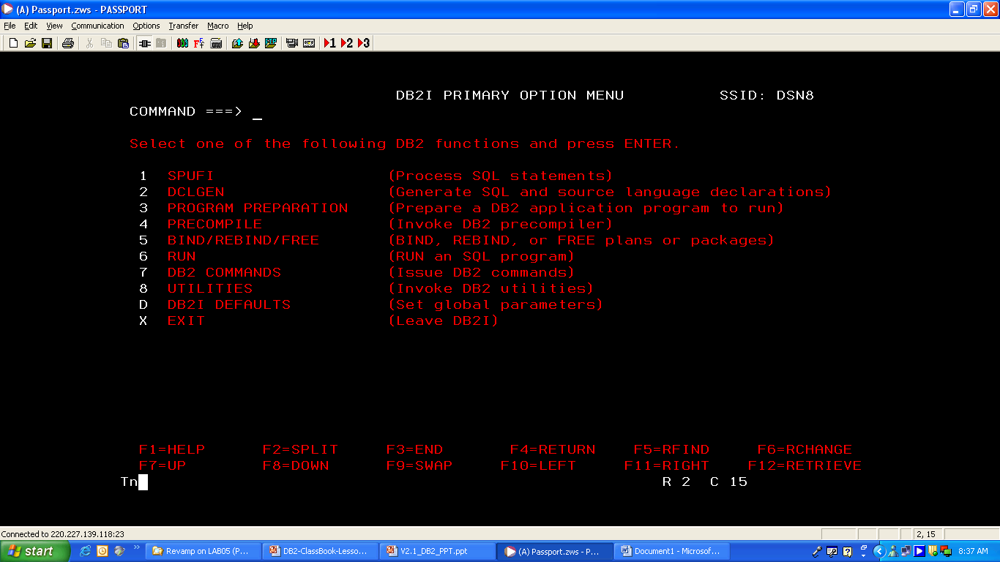 (A) Passport.zws - PASSPORT
File Edit View Communication Options Transfer Macro Help
1 2 3
DB2I PRIMARY OPTION MENU SSID: DSN8
COMMAND ===> _
Select one of the following DB2 functions and press ENTER.
1 SPUFI (Process SQL statements)
2 DCLGEN (Generate SQL and source language declarations)
3 PROGRAM PREPARATION (Prepare a DB2 application program to run)
4 PRECOMPILE (Invoke DB2 precompiler)
5 BIND/REBIND/FREE (BIND, REBIND, or FREE plans or packages)
6 RUN (RUN an SQL program)
7 DB2 COMMANDS (Issue DB2 commands)
8 UTILITIES (Invoke DB2 utilities)
D DB2I DEFAULTS (Set global parameters)
X EXIT (Leave DB2I)
F1=HELP F2=SPLIT F3=END F4=RETURN F5=RFIND F6=RCHANGE
F7=UP F8=DOWN F9=SWAP F10=LEFT F11=RIGHT F12=RETRIEVE
Tn R 2 C 15
Connected to 220.227.139.118:23 2, 15
start Revamp on LAB05 (P... DB2-ClassBook-Lesso... V2.1_DB2_PPT.ppt (A) Passport.zws - P... Document1 - Microsof... 8:37 AM